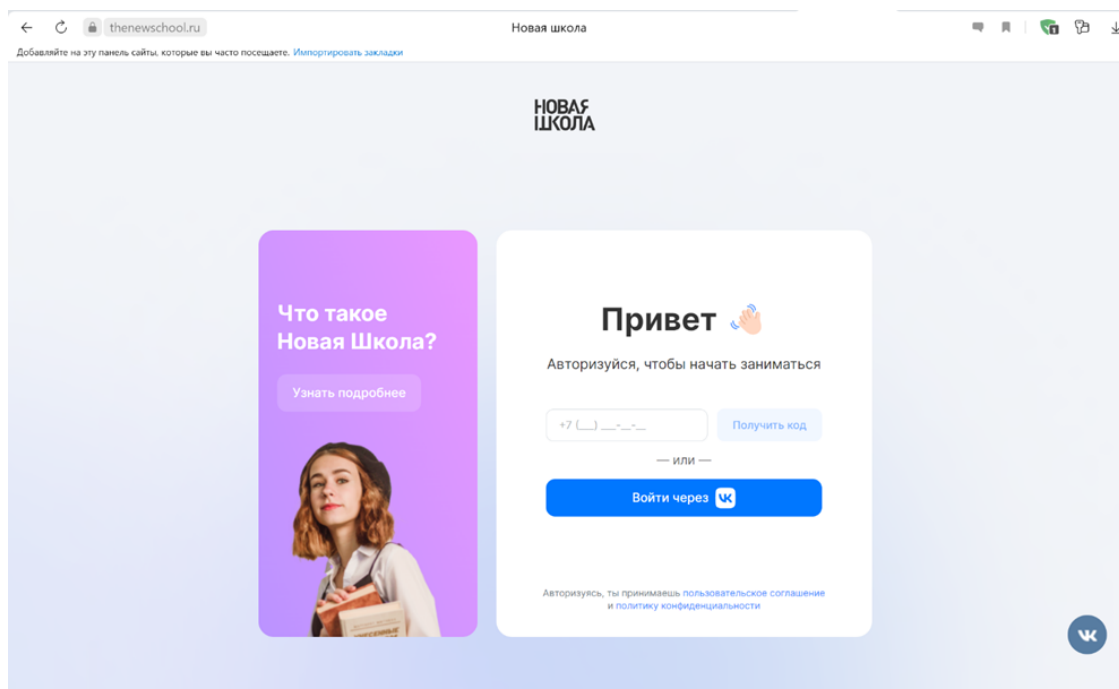 thenewschool.ru
Новая школа
Добавляйте на эту панель сайты, которые вы часто посещаете. Импортировать закладки
НОВАЯ
ШКОЛА
Что такое
Новая Школа?
Узнать подробнее
Привет
Авторизуйся, чтобы начать заниматься
+7 (__) ___-__-__
Получить код
— или —
Войти через
Авторизуясь, ты принимаешь пользовательское соглашение
и политику конфиденциальности